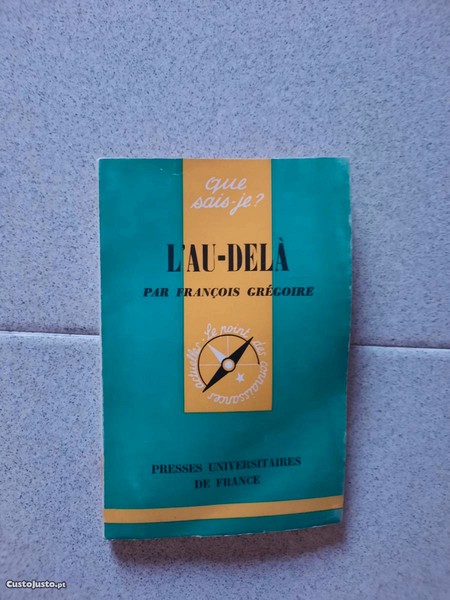 que
sais-je?
L'AU-DELÀ
PAR FRANÇOIS GRÉGOIRE
Le point des connaissances actuelles
PRESSES UNIVERSITAIRES
DE FRANCE
CustoJusto.pt